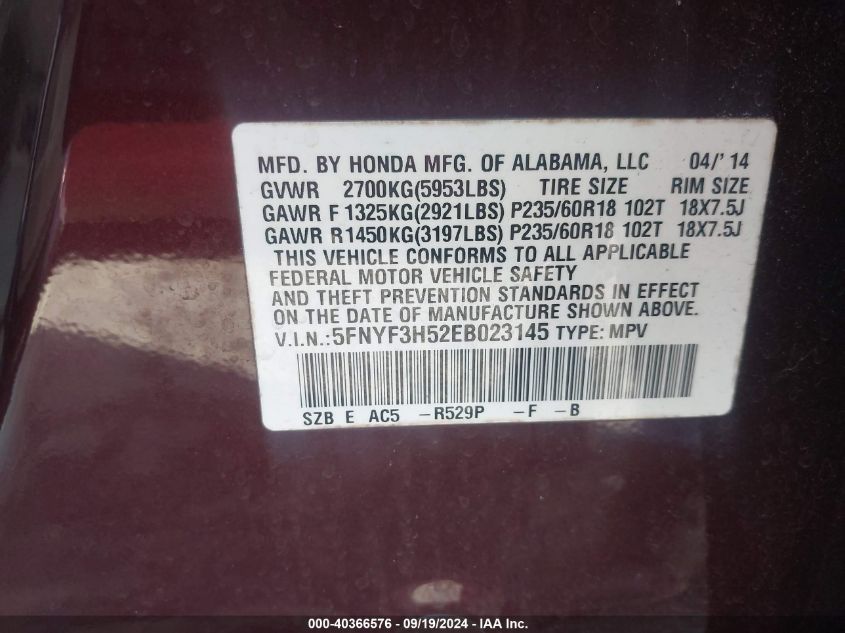 MFD. BY HONDA MFG. OF ALABAMA, LLC 04/'14
GVWR 2700KG(5953LBS) TIRE SIZE RIM SIZE
GAWR F 1325KG(2921LBS) P235/60R18 102T 18X7.5J
GAWR R1450KG(3197LBS) P235/60R18 102T 18X7.5J
THIS VEHICLE CONFORMS TO ALL APPLICABLE
FEDERAL MOTOR VEHICLE SAFETY
AND THEFT PREVENTION STANDARDS IN EFFECT
ON THE DATE OF MANUFACTURE SHOWN ABOVE.
V.I.N.:5FNYF3H52EB023145 TYPE: MPV
SZB E AC5 -R529P -F -B
000-40366576 - 09/19/2024 - IAA Inc.